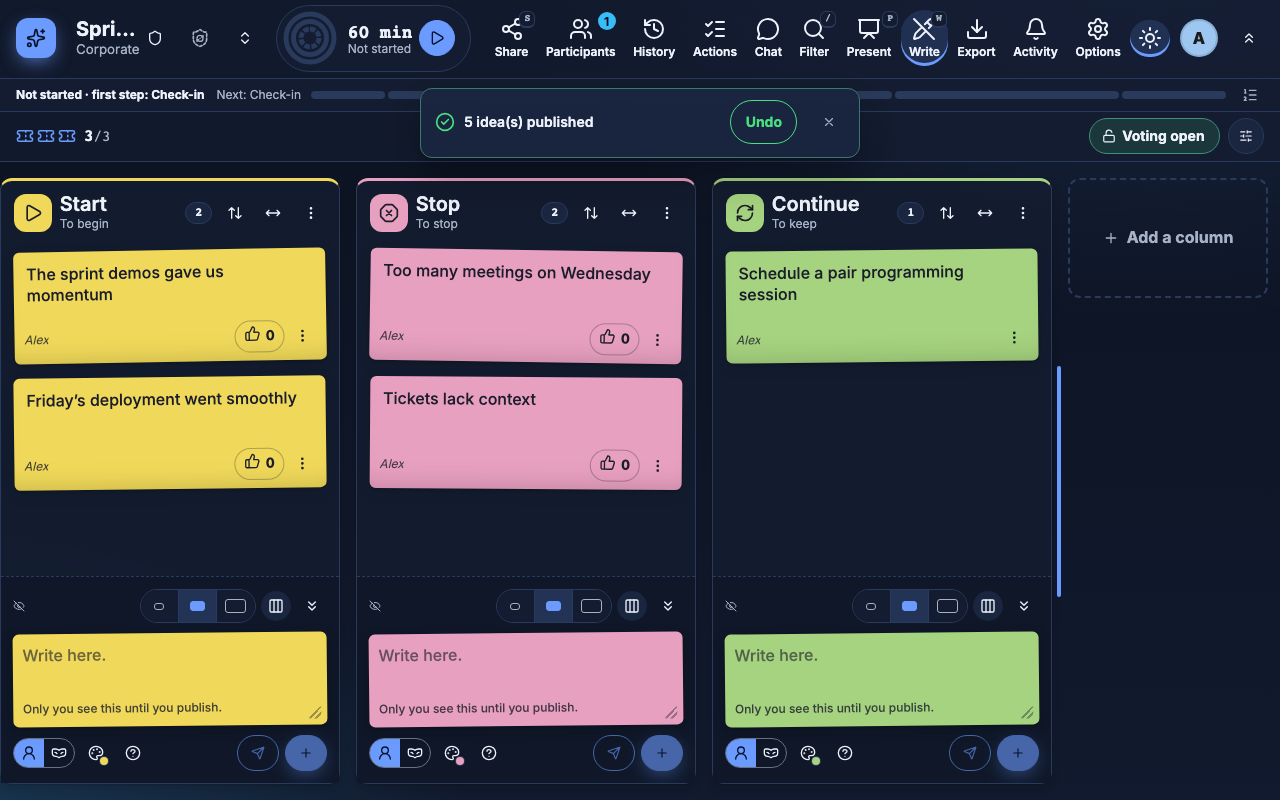 Spri...
Corporate
60 min
Not started
S
Share
1
Participants
History
Actions
Chat
/
Filter
P
Present
W
Write
Export
Activity
Options
A
Not started · first step: Check-in
Next: Check-in
5 idea(s) published
Undo
3/3
Voting open
Start
To begin
2
The sprint demos gave us
momentum
Alex
0
Friday’s deployment went smoothly
Alex
0
Write here.
Only you see this until you publish.
Stop
To stop
2
Too many meetings on Wednesday
Alex
0
Tickets lack context
Alex
0
Write here.
Only you see this until you publish.
Continue
To keep
1
Schedule a pair programming
session
Alex
Write here.
Only you see this until you publish.
+ Add a column